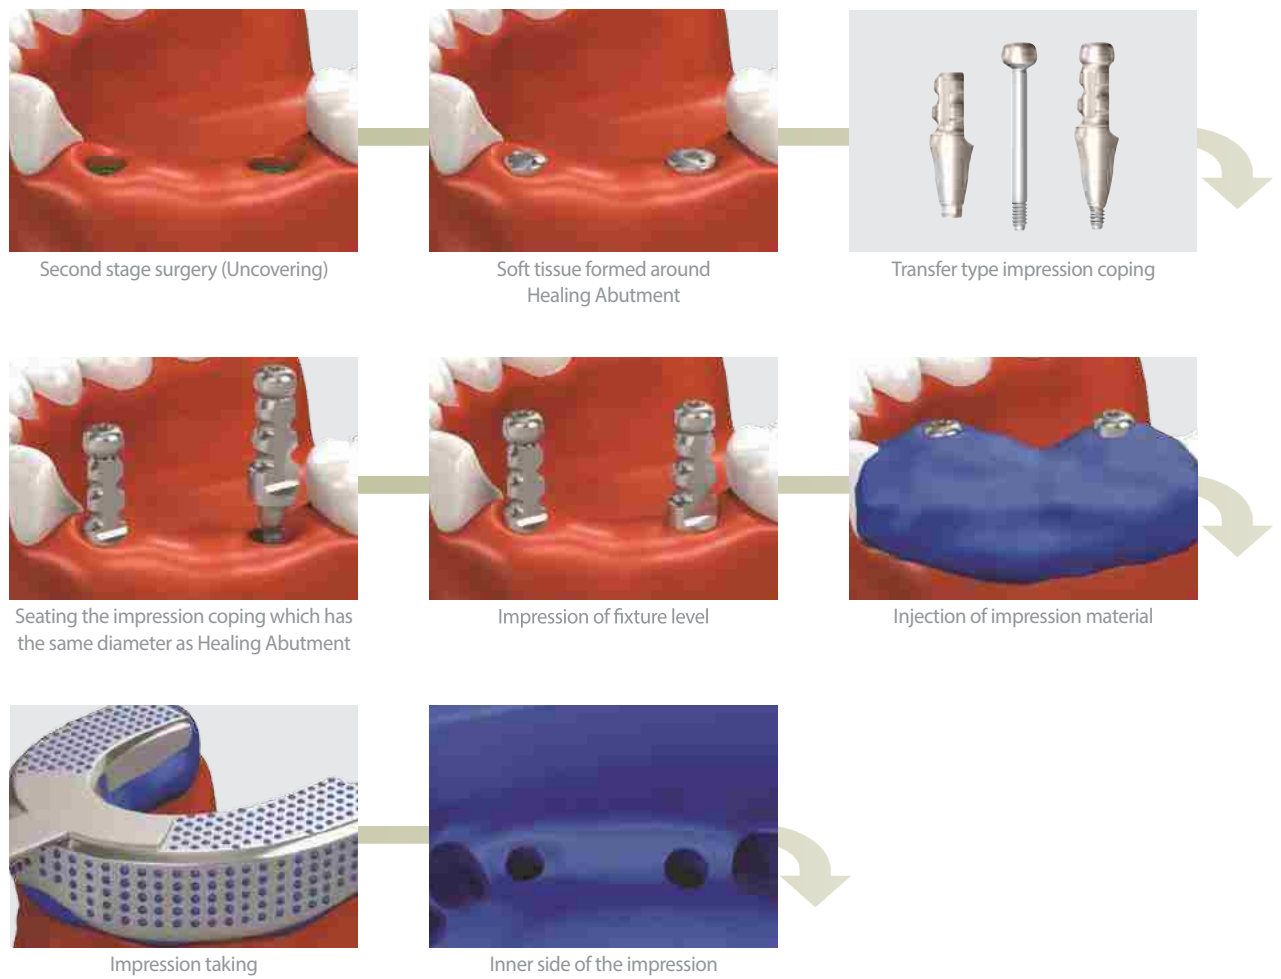 Second stage surgery (Uncovering)
Soft tissue formed around
Healing Abutment
Transfer type impression coping
Seating the impression coping which has
the same diameter as Healing Abutment
Impression of fixture level
Injection of impression material
Impression taking
Inner side of the impression